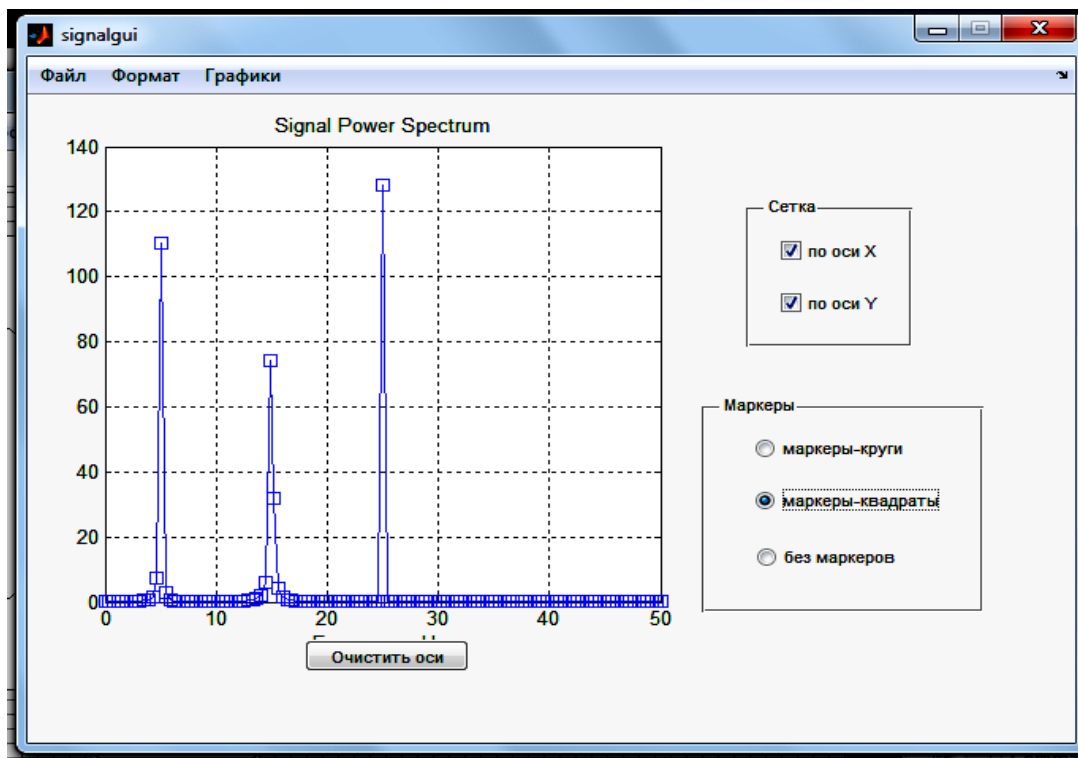 signalgui
Файл Формат Графики
Signal Power Spectrum
140
120
100
80
60
40
20
0
0 10 20 30 40 50
Очистить оси
Сетка
по оси X
по оси Y
Маркеры
маркеры-круги
маркеры-квадраты
без маркеров